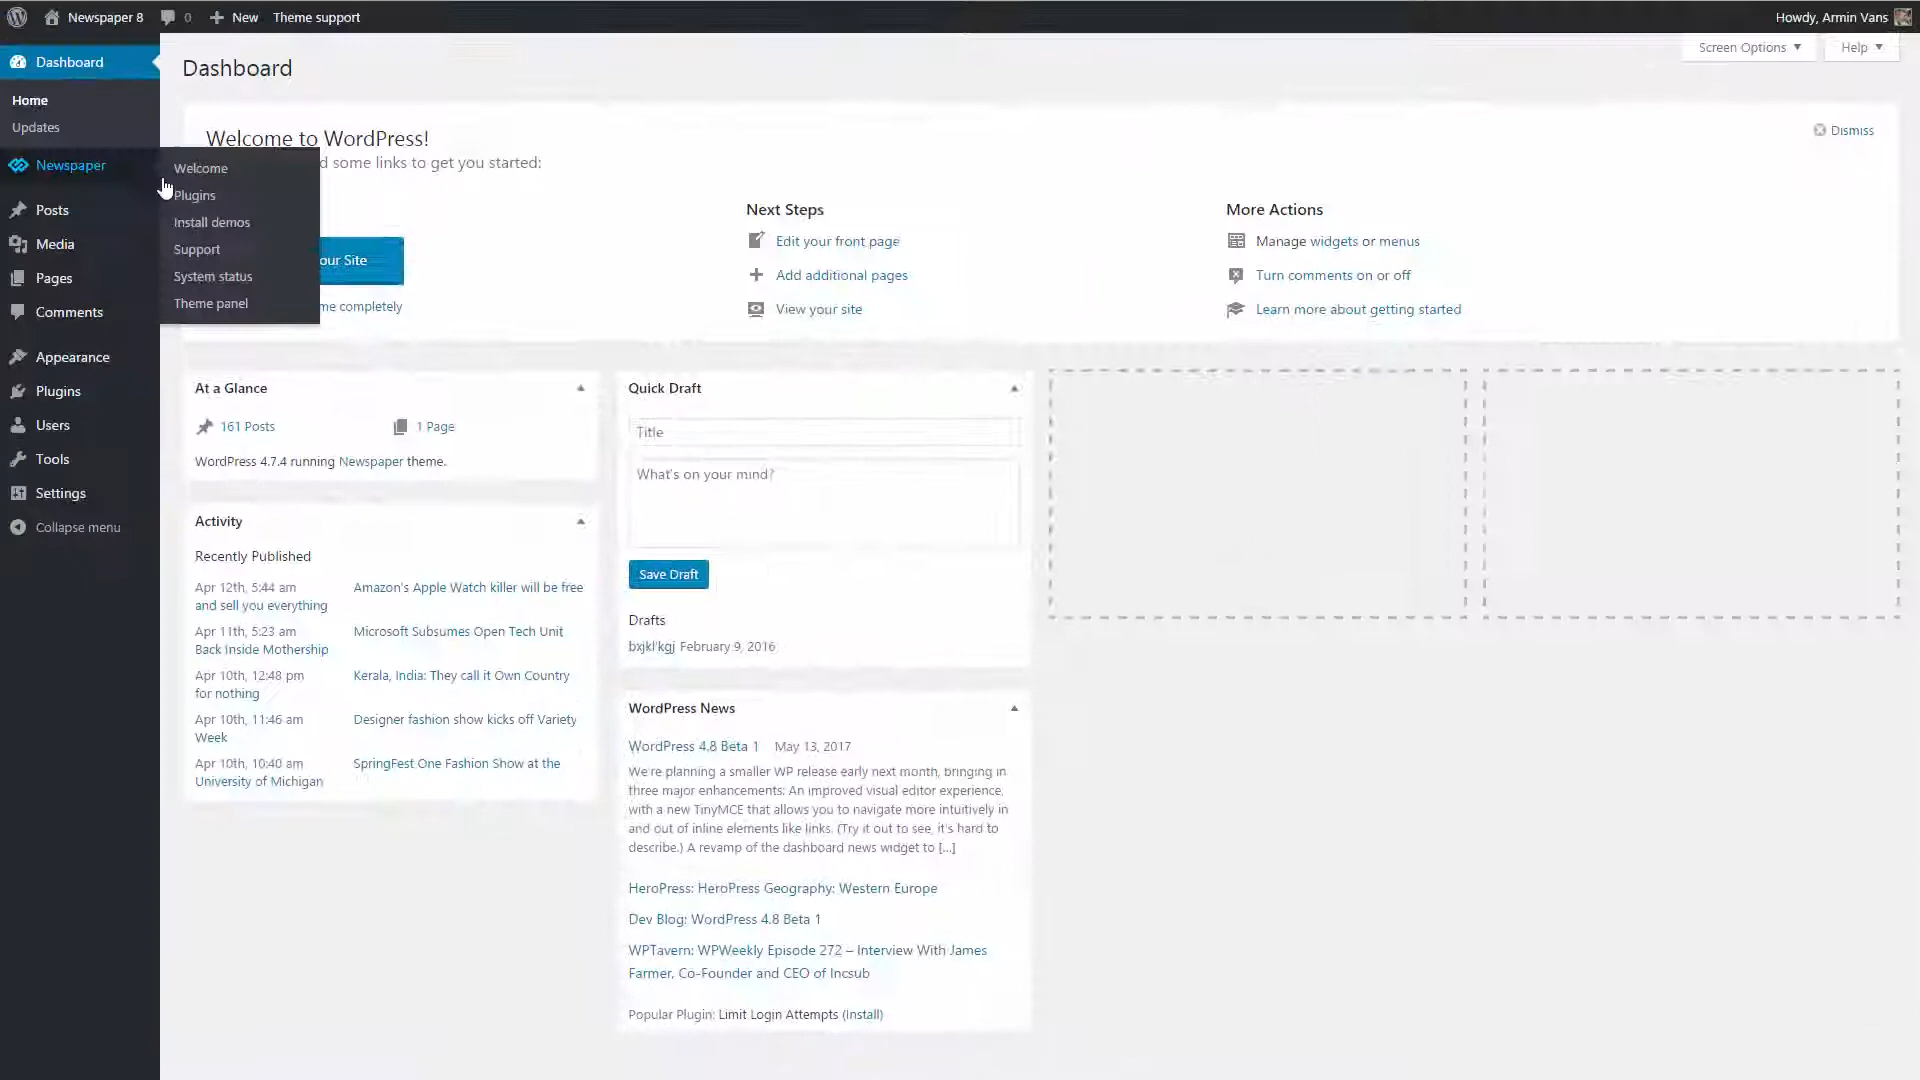 Newspaper 8
0
New
Theme support
Howdy, Armin Vans
Screen Options
Help
Dashboard
Home
Updates
Newspaper
Posts
Media
Pages
Comments
Appearance
Plugins
Users
Tools
Settings
Collapse menu
Welcome
Plugins
Install demos
Support
System status
Theme panel
Dashboard
Welcome to WordPress!
some links to get you started:
Dismiss
our Site
me completely
Next Steps
Edit your front page
Add additional pages
View your site
More Actions
Manage widgets or menus
Turn comments on or off
Learn more about getting started
At a Glance
161 Posts
1 Page
WordPress 4.7.4 running Newspaper theme.
Activity
Recently Published
Apr 12th, 5:44 am Amazon's Apple Watch killer will be free
and sell you everything
Apr 11th, 5:23 am Microsoft Subsumes Open Tech Unit
Back Inside Mothership
Apr 10th, 12:48 pm Kerala, India: They call it Own Country
for nothing
Apr 10th, 11:46 am Designer fashion show kicks off Variety
Week
Apr 10th, 10:40 am SpringFest One Fashion Show at the
University of Michigan
Quick Draft
Title
What's on your mind?
Save Draft
Drafts
bxjkl'kgj February 9, 2016
WordPress News
WordPress 4.8 Beta 1 May 13, 2017
We're planning a smaller WP release early next month, bringing in
three major enhancements: An improved visual editor experience,
with a new TinyMCE that allows you to navigate more intuitively in
and out of inline elements like links. (Try it out to see, it's hard to
describe.) A revamp of the dashboard news widget to [...]
HeroPress: HeroPress Geography: Western Europe
Dev Blog: WordPress 4.8 Beta 1
WPTavern: WPWeekly Episode 272 – Interview With James
Farmer, Co-Founder and CEO of Incsub
Popular Plugin: Limit Login Attempts (Install)